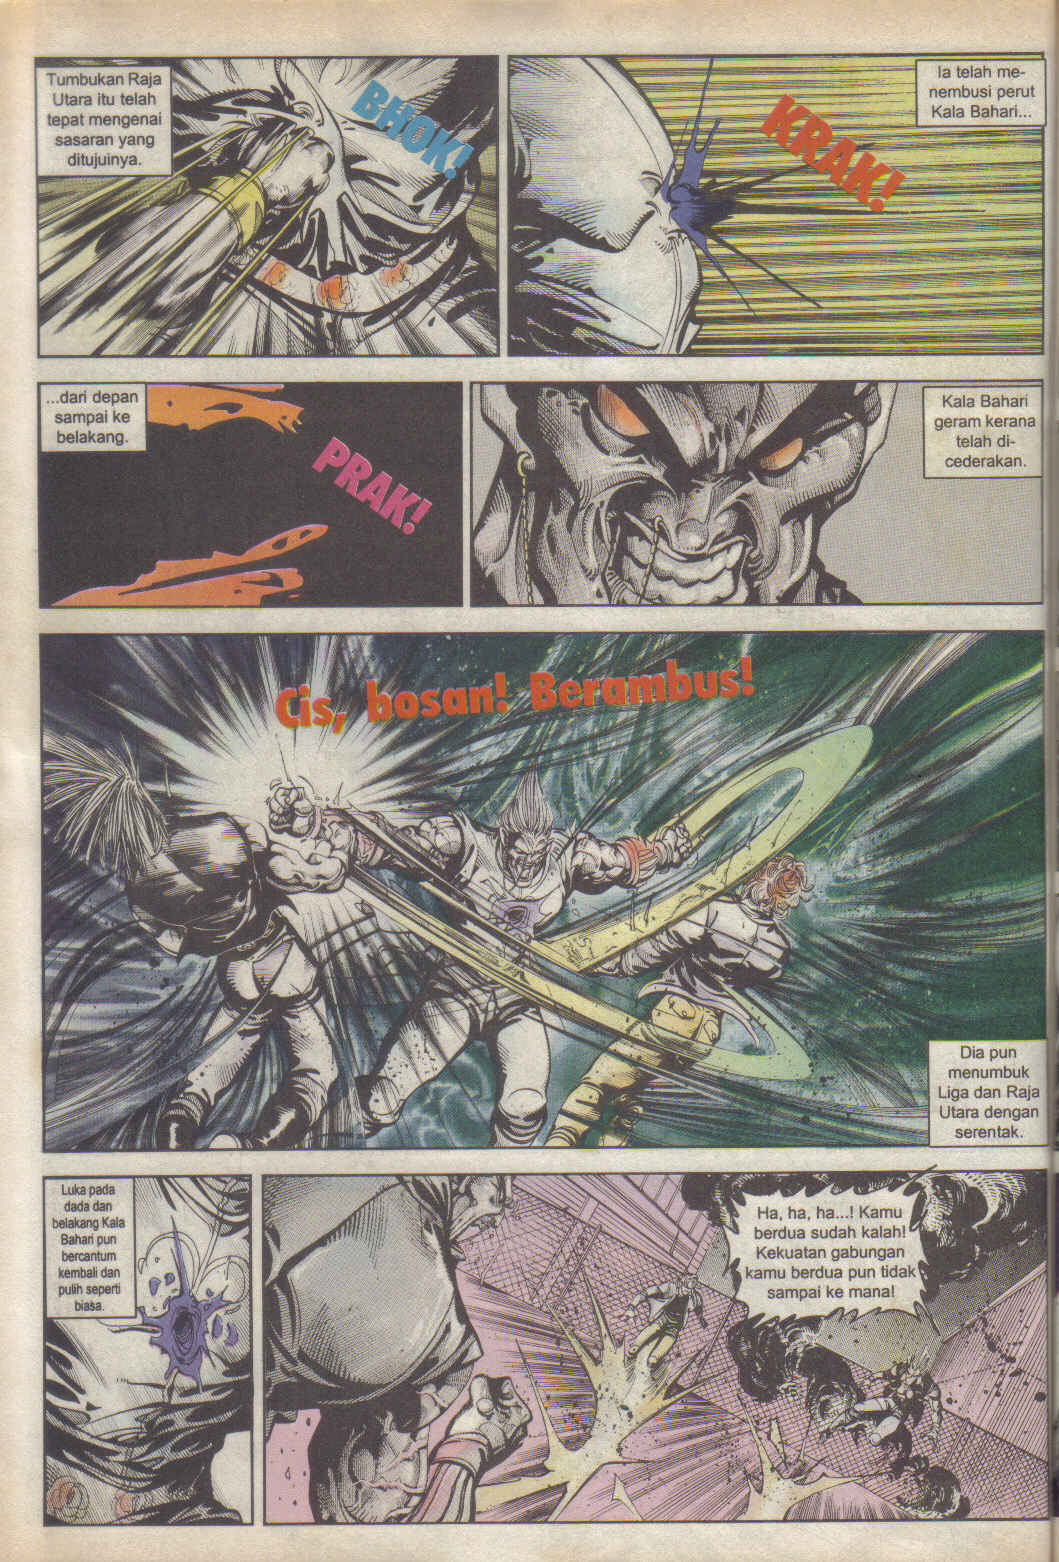 Tumbukan Raja
Utara itu telah
tepat mengenai
sasaran yang
ditujuinya.
BHOK!
Ia telah me-
nembusi perut
Kala Bahari...
KRAK!
...dari depan
sampai ke
belakang.
PRAK!
Kala Bahari
geram kerana
telah di-
cederakan.
Cis, bosan! Berambus!
Dia pun
menumbuk
Liga dan Raja
Utara dengan
serentak.
Luka pada
dada dan
belakang Kala
Bahari pun
bercantum
kembali dan
pulih seperti
biasa.
Ha, ha, ha...! Kamu
berdua sudah kalah!
Kekuatan gabungan
kamu berdua pun tidak
sampai ke mana!